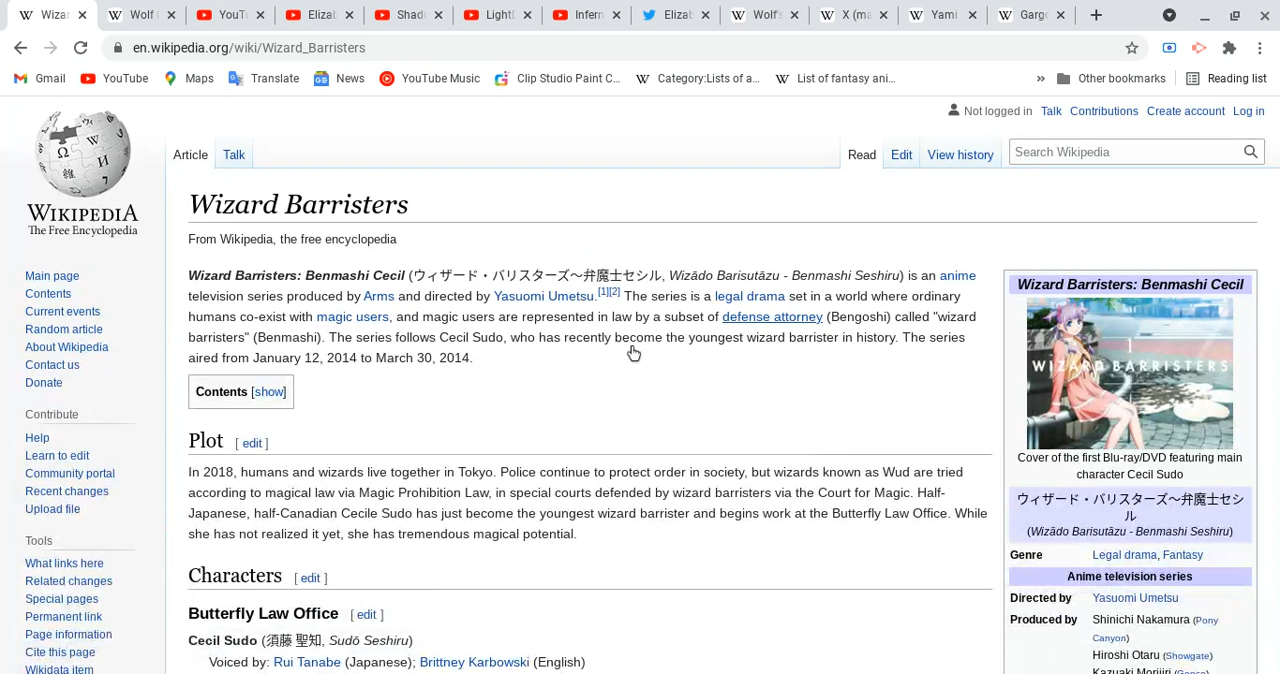 Wizar
Wolf
YouT
Elizab
Shadr
LightD
Infern
Elizab
Wolf's
X (ma
Yami
Garg
en.wikipedia.org/wiki/Wizard_Barristers
Gmail
YouTube
Maps
Translate
News
YouTube Music
Clip Studio Paint C...
Category:Lists of a...
List of fantasy ani...
»
Other bookmarks
Reading list
Not logged in Talk Contributions Create account Log in
Article Talk
Read Edit View history
Search Wikipedia
WIKIPEDIA
The Free Encyclopedia
Main page
Contents
Current events
Random article
About Wikipedia
Contact us
Donate
Contribute
Help
Learn to edit
Community portal
Recent changes
Upload file
Tools
What links here
Related changes
Special pages
Permanent link
Page information
Cite this page
Wikidata item
Wizard Barristers
From Wikipedia, the free encyclopedia
Wizard Barristers: Benmashi Cecil (ウィザード・バリスターズ〜弁魔士セシル, Wizādo Barisutāzu - Benmashi Seshiru) is an anime
television series produced by Arms and directed by Yasuomi Umetsu.[1][2] The series is a legal drama set in a world where ordinary
humans co-exist with magic users, and magic users are represented in law by a subset of defense attorney (Bengoshi) called "wizard
barristers" (Benmashi). The series follows Cecil Sudo, who has recently become the youngest wizard barrister in history. The series
aired from January 12, 2014 to March 30, 2014.
Contents [show]
Plot [ edit ]
In 2018, humans and wizards live together in Tokyo. Police continue to protect order in society, but wizards known as Wud are tried
according to magical law via Magic Prohibition Law, in special courts defended by wizard barristers via the Court for Magic. Half-
Japanese, half-Canadian Cecile Sudo has just become the youngest wizard barrister and begins work at the Butterfly Law Office. While
she has not realized it yet, she has tremendous magical potential.
Characters [ edit ]
Butterfly Law Office [ edit ]
Cecil Sudo (須藤 聖知, Sudō Seshiru)
Voiced by: Rui Tanabe (Japanese); Brittney Karbowski (English)
Wizard Barristers: Benmashi Cecil
WIZARD BARRISTERS
Cover of the first Blu-ray/DVD featuring main
character Cecil Sudo
ウィザード・バリスターズ〜弁魔士セシ
ル
(Wizādo Barisutāzu - Benmashi Seshiru)
Genre Legal drama, Fantasy
Anime television series
Directed by Yasuomi Umetsu
Produced by Shinichi Nakamura (Pony
Canyon)
Hiroshi Otaru (Showgate)
Kazuaki Morijiri (Genco)